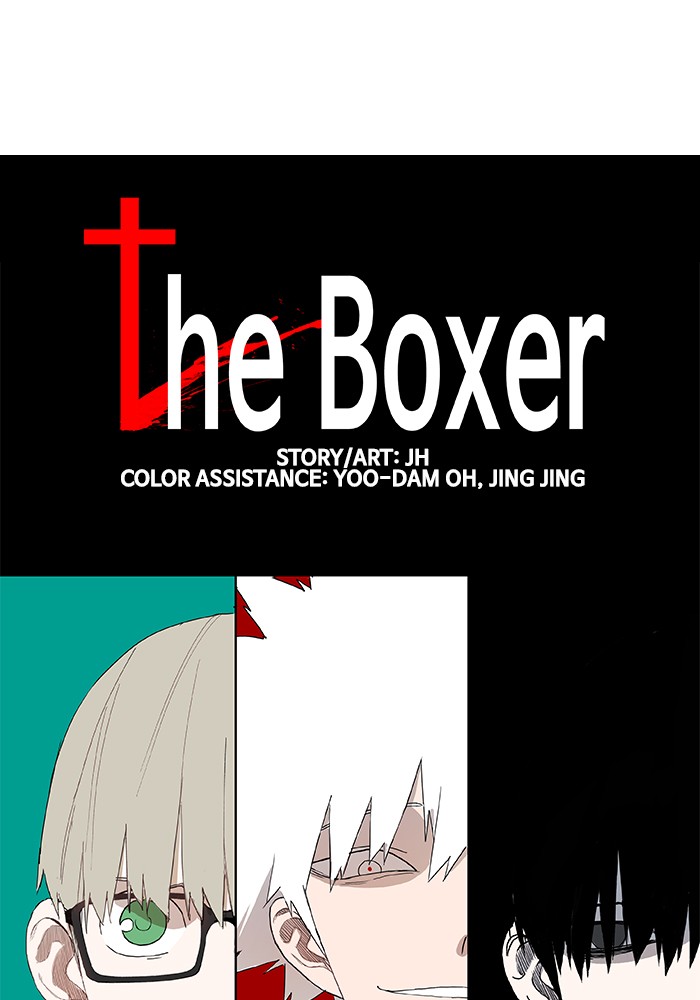 the Boxer
STORY/ART: JH
COLOR ASSISTANCE: YOO-DAM OH, JING JING